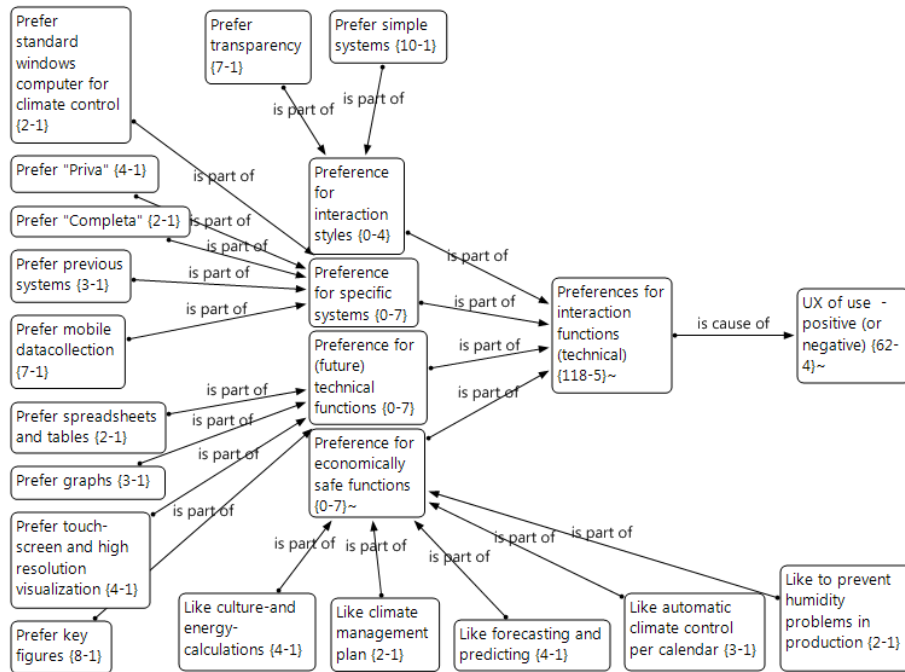 Prefer
standard
windows
computer for
climate control
{2-1}
Prefer
transparency
{7-1}
Prefer simple
systems {10-1}
is part of
is part of
Prefer "Priva" {4-1}
is part of
Prefer "Completa" {2-1}
is part of
Prefer previous
systems {3-1}
is part of
is part of
Prefer mobile
datacollection
{7-1}
Preference
for
interaction
styles {0-4}
is part of
Preference
for specific
systems {0-7}
is part of
Preferences for
interaction
functions
(technical)
{118-5}~
is cause of
UX of use -
positive (or
negative) {62-
4}~
Preference for
(future)
technical
functions {0-7}
is part of
is part of
Prefer spreadsheets
and tables {2-1}
is part of
is part of
Prefer graphs {3-1}
is part of
Preference for
economically
safe functions
{0-7}~
Prefer touch-
screen and high
resolution
visualization {4-1}
is part of
Prefer key
figures {8-1}
is part of
is part of
is part of
is part of
is part of
Like culture-and
energy-
calculations {4-1}
Like climate
management
plan {2-1}
Like forecasting and
predicting {4-1}
Like automatic
climate control
per calendar {3-1}
Like to prevent
humidity
problems in
production {2-1}